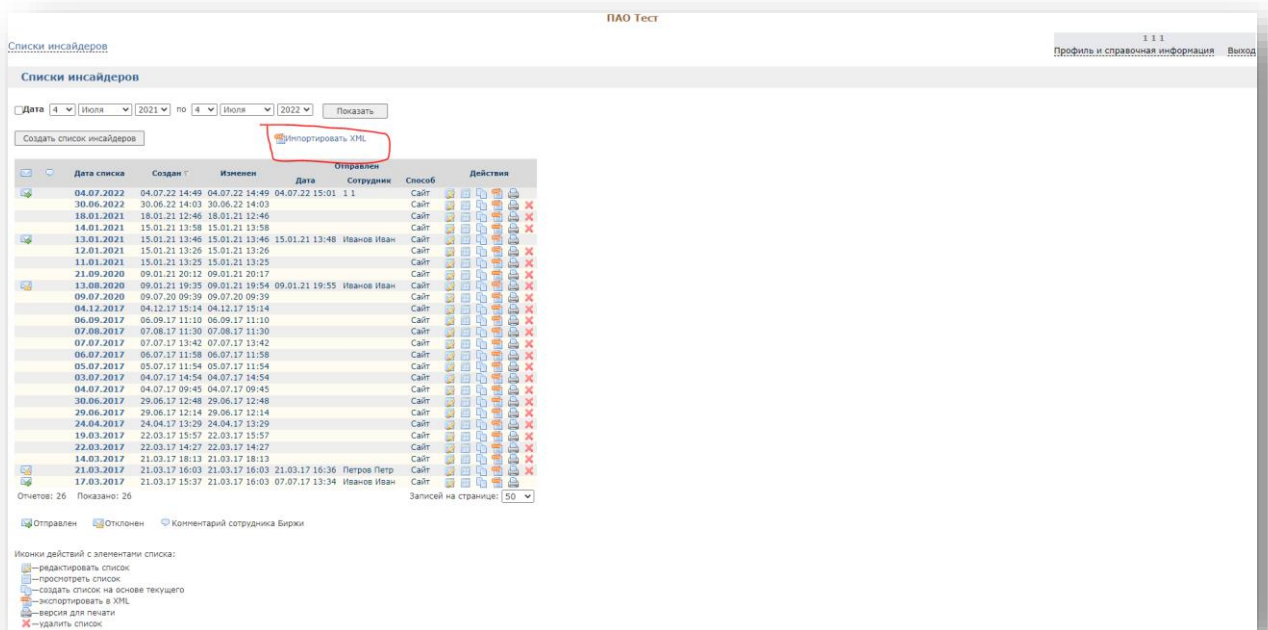 ПАО Тест
1 1 1
Списки инсайдеров
Профиль и справочная информация Выход
Списки инсайдеров
Дата 4 Июля 2021 по 4 Июля 2022 Показать
Создать список инсайдеров Импортировать XML
Отправлен
Дата списка Создан Изменен Дата Сотрудник Способ Действия
04.07.2022 04.07.22 14:49 04.07.22 14:49 04.07.22 15:01 1 1 Сайт
30.06.2022 30.06.22 14:03 30.06.22 14:03 Сайт
18.01.2021 18.01.21 12:46 18.01.21 12:46 Сайт
14.01.2021 15.01.21 13:58 15.01.21 13:58 Сайт
13.01.2021 15.01.21 13:46 15.01.21 13:46 15.01.21 13:48 Иванов Иван Сайт
12.01.2021 15.01.21 13:26 15.01.21 13:26 Сайт
11.01.2021 15.01.21 13:25 15.01.21 13:25 Сайт
21.09.2020 09.01.21 20:12 09.01.21 20:17 Сайт
13.08.2020 09.01.21 19:35 09.01.21 19:54 09.01.21 19:55 Иванов Иван Сайт
09.07.2020 09.07.20 09:39 09.07.20 09:39 Сайт
04.12.2017 04.12.17 15:14 04.12.17 15:14 Сайт
06.09.2017 06.09.17 11:10 06.09.17 11:10 Сайт
07.08.2017 07.08.17 11:30 07.08.17 11:30 Сайт
07.07.2017 07.07.17 13:42 07.07.17 13:42 Сайт
06.07.2017 06.07.17 11:58 06.07.17 11:58 Сайт
05.07.2017 05.07.17 11:54 05.07.17 11:54 Сайт
03.07.2017 04.07.17 14:54 04.07.17 14:54 Сайт
04.07.2017 04.07.17 09:45 04.07.17 09:45 Сайт
30.06.2017 29.06.17 12:48 29.06.17 12:48 Сайт
29.06.2017 29.06.17 12:14 29.06.17 12:14 Сайт
24.04.2017 24.04.17 13:29 24.04.17 13:29 Сайт
19.03.2017 22.03.17 15:57 22.03.17 15:57 Сайт
22.03.2017 22.03.17 14:27 22.03.17 14:27 Сайт
14.03.2017 21.03.17 18:13 21.03.17 18:13 Сайт
21.03.2017 21.03.17 16:03 21.03.17 16:03 21.03.17 16:36 Петров Петр Сайт
17.03.2017 21.03.17 15:37 21.03.17 16:03 07.07.17 13:34 Иванов Иван Сайт
Отчетов: 26 Показано: 26 Записей на странице: 50
Отправлен Отклонен Комментарий сотрудника Биржи
Иконки действий с элементами списка:
—редактировать список
—просмотреть список
—создать список на основе текущего
—экспортировать в XML
—версия для печати
—удалить список